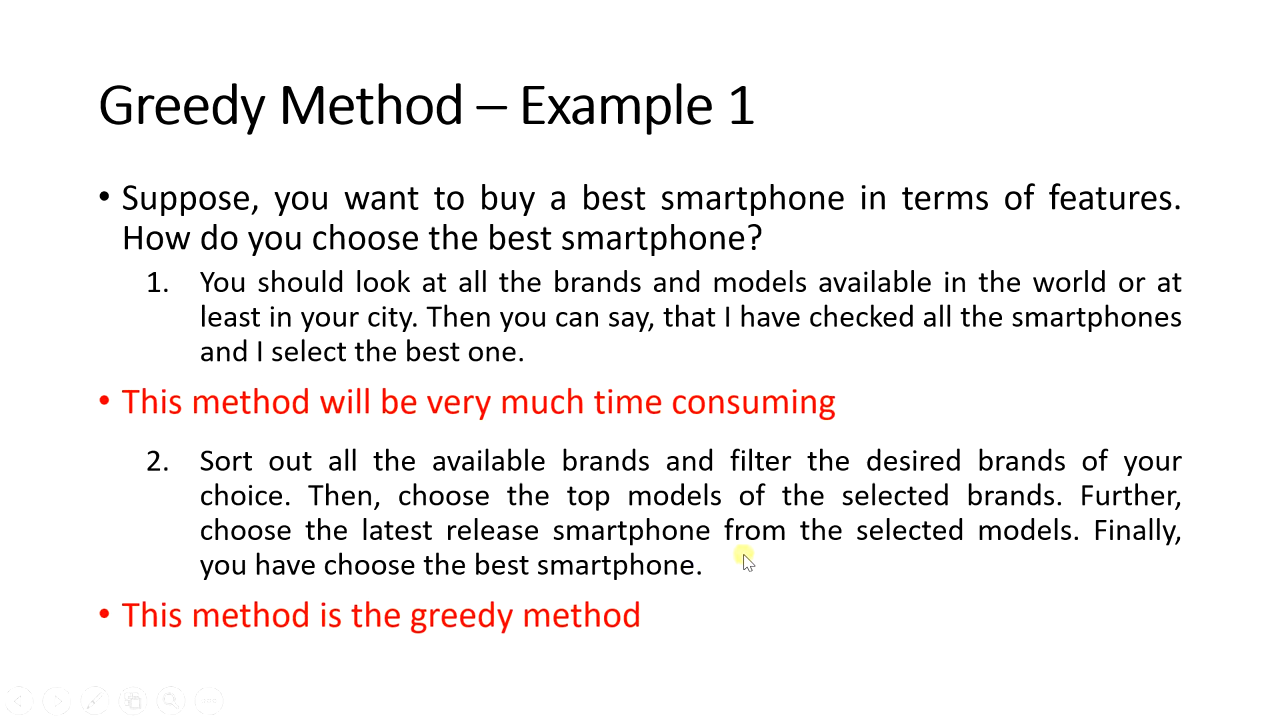 Greedy Method – Example 1
• Suppose, you want to buy a best smartphone in terms of features.
How do you choose the best smartphone?
1. You should look at all the brands and models available in the world or at
least in your city. Then you can say, that I have checked all the smartphones
and I select the best one.
• This method will be very much time consuming
2. Sort out all the available brands and filter the desired brands of your
choice. Then, choose the top models of the selected brands. Further,
choose the latest release smartphone from the selected models. Finally,
you have choose the best smartphone.
• This method is the greedy method